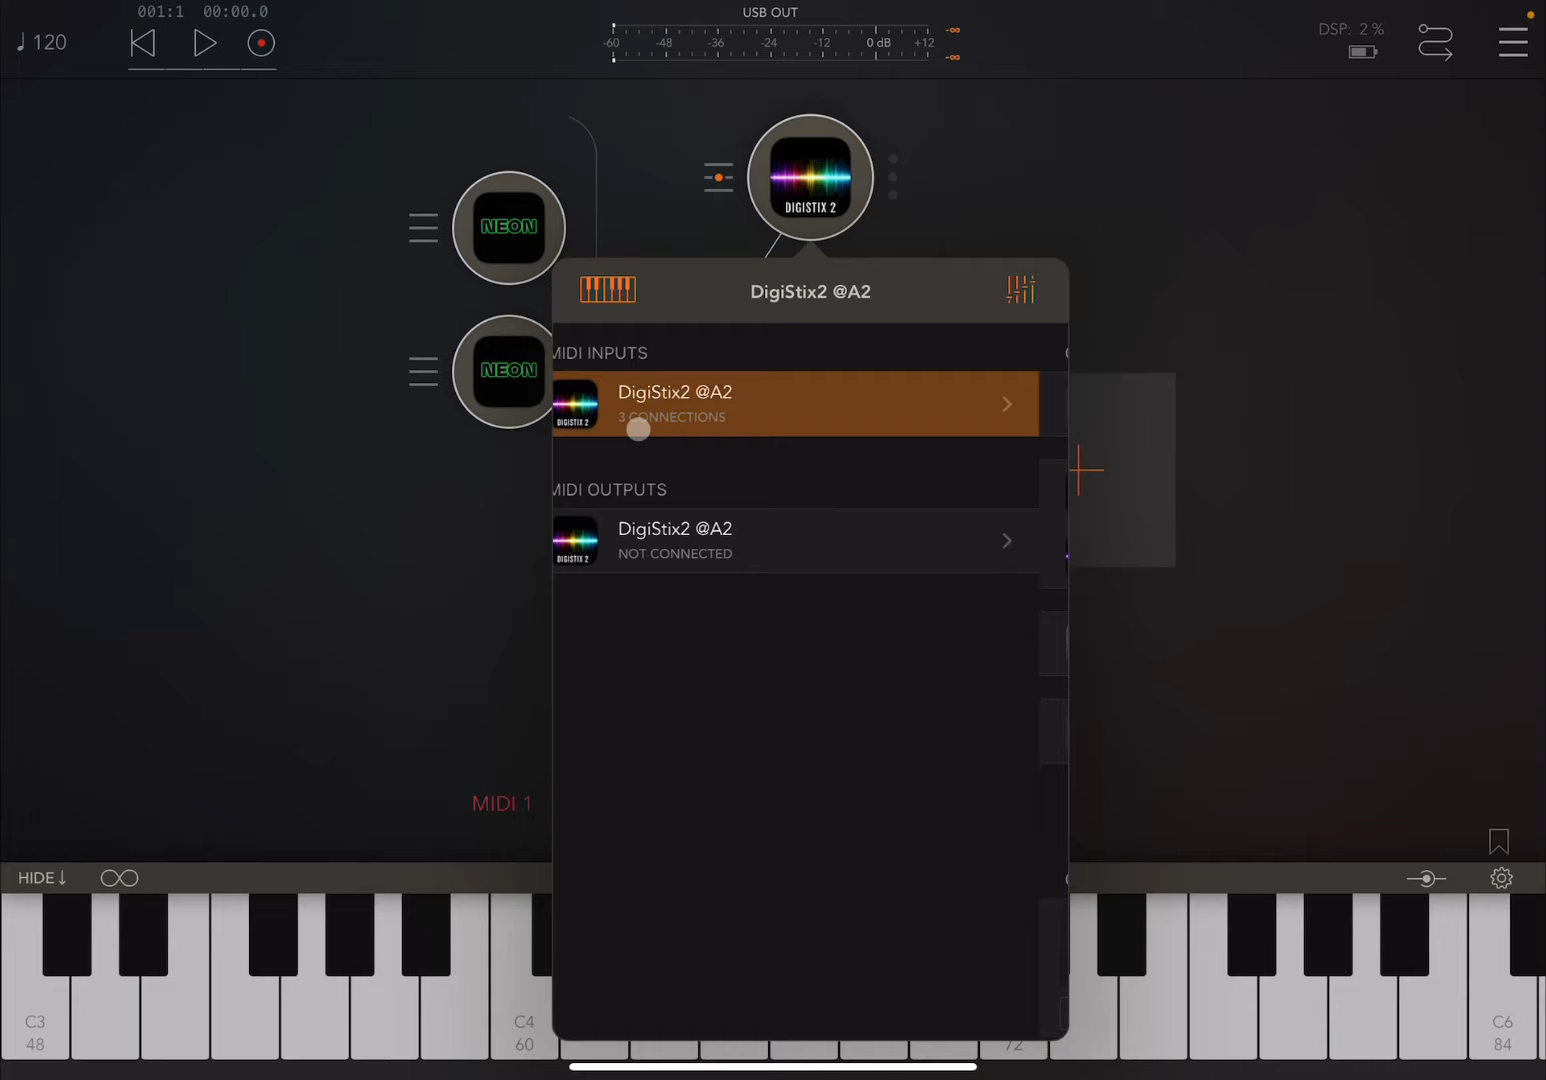 001:1 00:00.0
USB OUT
120
-60 -48 -36 -24 -12 0 dB +12
-∞
-∞
DSP: 2 %
DIGISTIX 2
NEON
NEON
DigiStix2 @A2
MIDI INPUTS
DigiStix2 @A2
3 CONNECTIONS
DIGISTIX 2
MIDI OUTPUTS
DigiStix2 @A2
NOT CONNECTED
DIGISTIX 2
MIDI 1
HIDE↓
C3
48
C4
60
72
C6
84